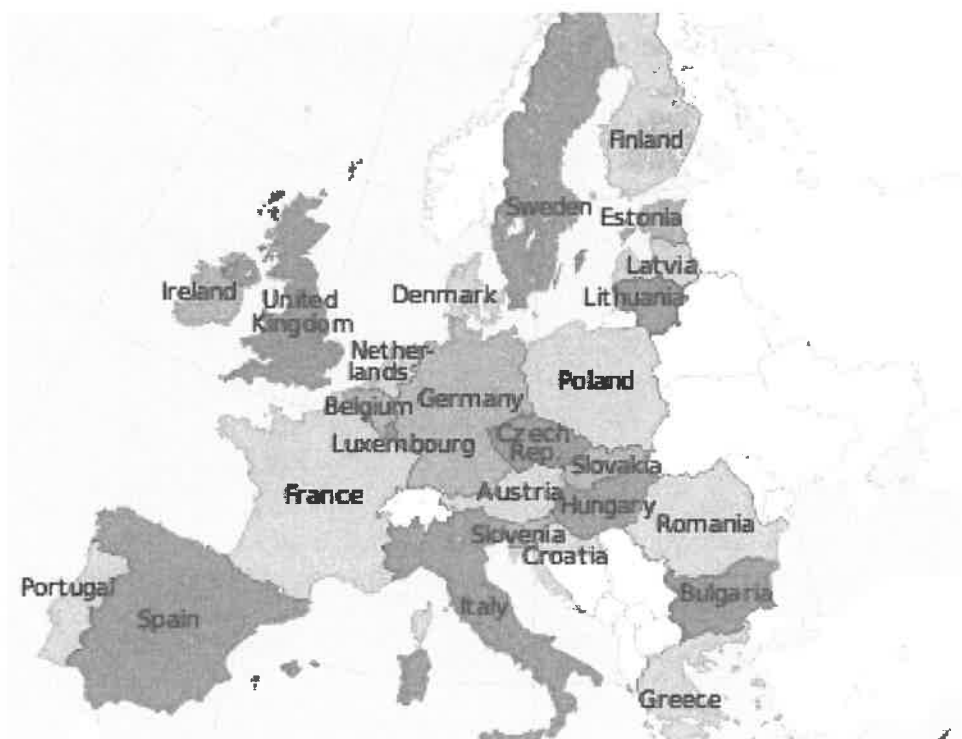 Finland
Sweden
Estonia
Latvia
Lithuania
Ireland
United
Kingdom
Denmark
Nether-
lands
Belgium
Germany
Poland
Luxembourg
Czech
Rep.
Slovakia
France
Austria
Hungary
Romania
Slovenia
Croatia
Portugal
Spain
Italy
Bulgaria
Greece